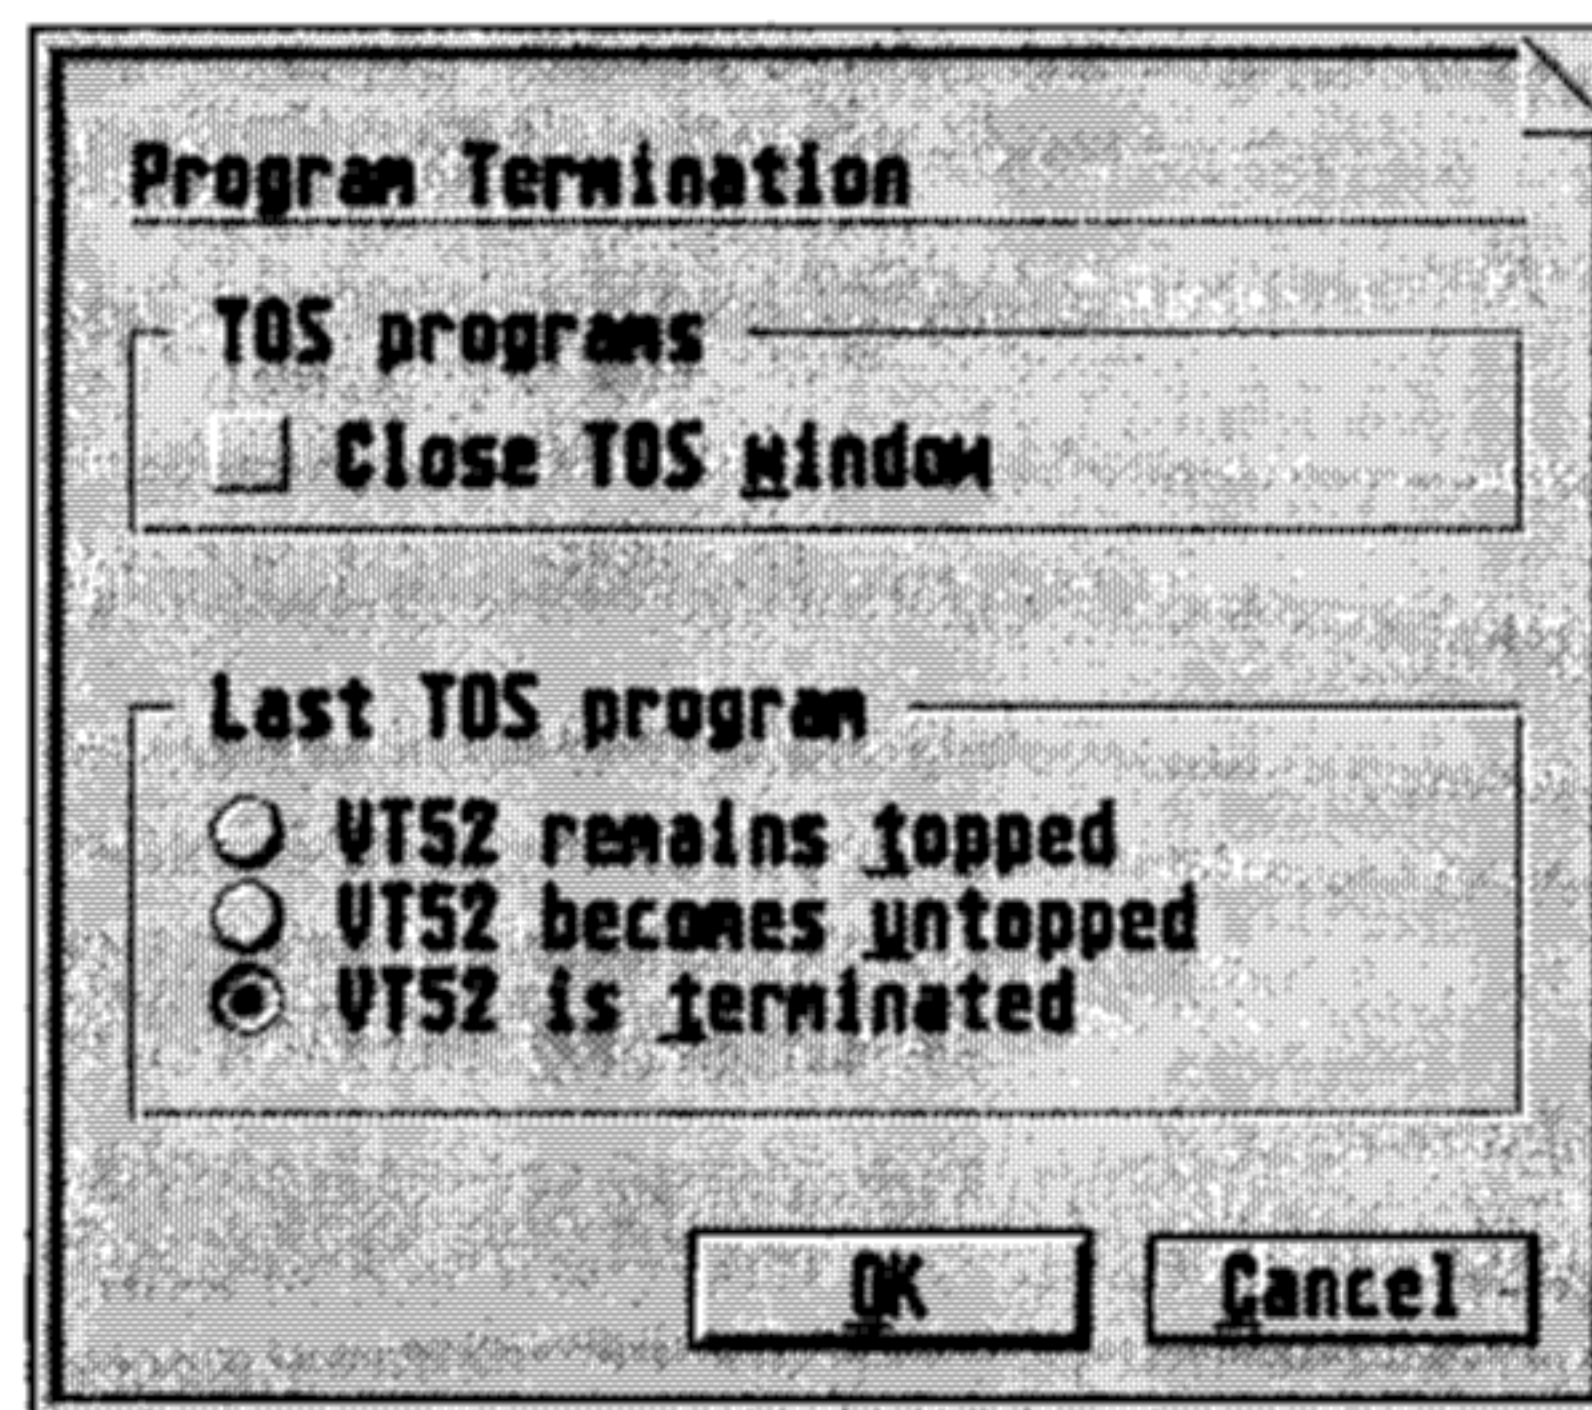 Program Termination
TOS programs
Close TOS window
Last TOS program
VT52 remains topped
VT52 becomes untopped
VT52 is terminated
OK
Cancel